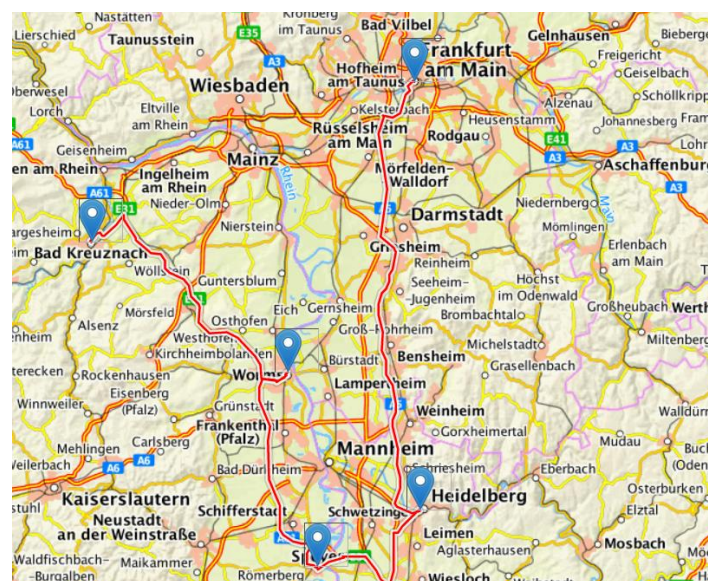 Nastätten
Kronberg
im Taunus
Bad Vilbel
Gelnhausen
Lierschied
Taunusstein
E35
A3
Frankfurt
am Main
Freigericht
Geiselbach
Hofheim
am Taunus
Wiesbaden
Lorch
Eltville
am Rhein
Kelsterbach
Alzenau
Schöllkripp
Heusenstamm
Johannesberg
A61
Geisenheim
Mainz
Rüsselsheim
am Main
Rodgau
E41
A3
Aschaffenburg
Ingelheim
am Rhein
Rhein
Mörfelden-
Walldorf
A3
A61
E31
Nieder-Olm
Niedernberg
Main
Darmstadt
Mömlingen
Bad Kreuznach
Nierstein
Griesheim
Reinheim
Erlenbach
am Main
Wöllstein
Guntersblum
Seeheim-
-Jugenheim
Höchst
im Odenwald
Mörsfeld
Eich
Gernsheim
Brombachtal
Großheubach
Alsenz
Osthofen
Groß-Rohrheim
Westhofen
Michelstadt
Miltenberg
Kirchheimbolanden
Bensheim
Worms
Bürstadt
Grasellenbach
Rockenhausen
Eisenberg
(Pfalz)
Lampertheim
Winnweiler
Grünstadt
Weinheim
Frankenthal
(Pfalz)
Gorxheimertal
Carlsberg
Mudau
Mehlingen
Mannheim
A6
A6
Bad Dürkheim
Schriesheim
Eberbach
Kaiserslautern
Heidelberg
Osterburken
Schifferstadt
Schwetzingen
Elztal
Neustadt
an der Weinstraße
Leimen
Mosbach
Aglasterhausen
Speyer
Maikammer
Waldfischbach-
-Burgalben
Römerberg
Wiesloch